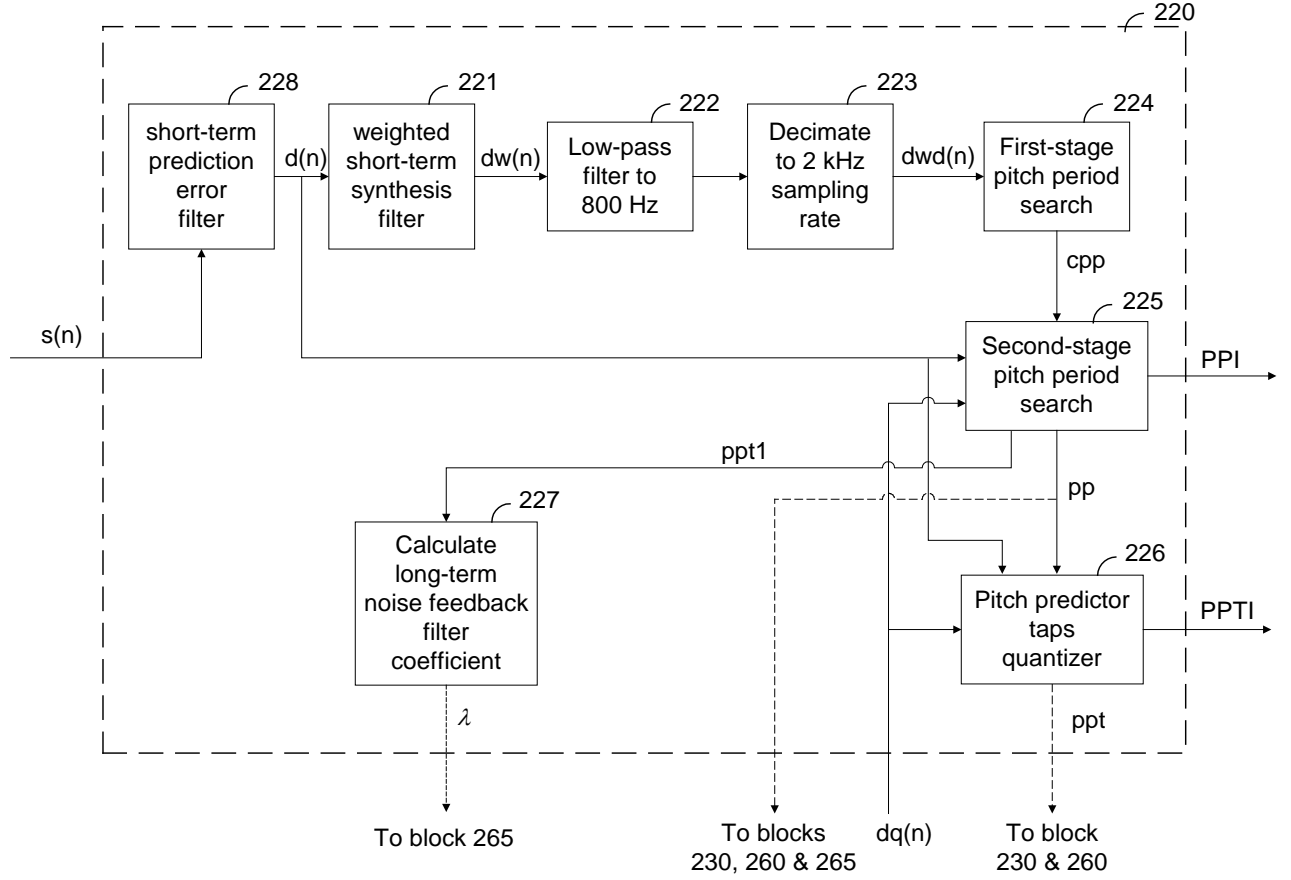 220
228
221
222
223
224
short-term
prediction
error
filter
d(n)
weighted
short-term
synthesis
filter
dw(n)
Low-pass
filter to
800 Hz
Decimate
to 2 kHz
sampling
rate
dwd(n)
First-stage
pitch period
search
cpp
s(n)
225
Second-stage
pitch period
search
PPI
ppt1
pp
227
Calculate
long-term
noise feedback
filter
coefficient
226
Pitch predictor
taps
quantizer
PPTI
λ
ppt
To block 265
To blocks
230, 260 & 265
dq(n)
To block
230 & 260